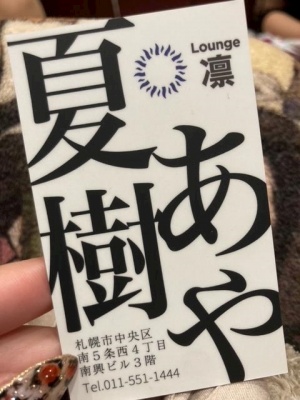 Lounge
凛
夏樹
あや
札幌市中央区
南5条西4丁目
南興ビル3階
Tel.011-551-1444